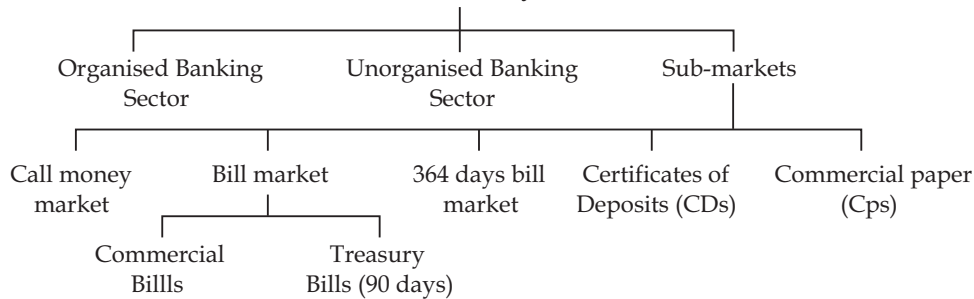 Organised Banking
Sector
Unorganised Banking
Sector
Sub-markets
Call money
market
Bill market
364 days bill
market
Certificates of
Deposits (CDs)
Commercial paper
(Cps)
Commercial
Billls
Treasury
Bills (90 days)